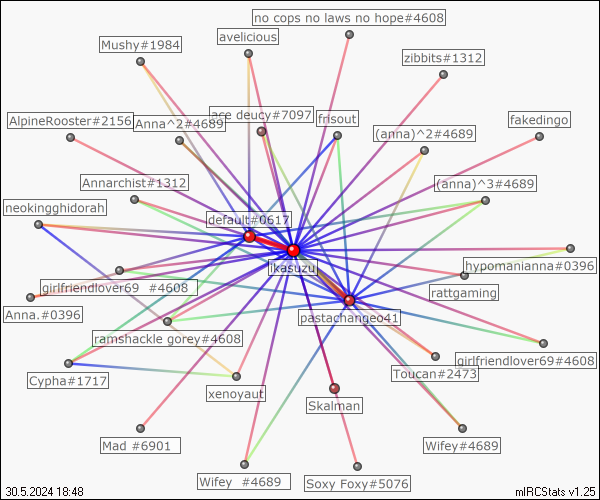 no cops no laws no hope#4608
avelicious
Mushy#1984
zibbits#1312
ace deucy#7097
frisout
AlpineRooster#2156
Anna^2#4689
(anna)^2#4689
fakedingo
Annarchist#1312
(anna)^3#4689
neokingghidorah
default#0617
ikasuzu
hypomanianna#0396
girlfriendlover69 #4608
rattgaming
Anna.#0396
pastachangeo41
ramshackle gorey#4608
girlfriendlover69#4608
Toucan#2473
Cypha#1717
xenoyaut
Skalman
Mad #6901
Wifey#4689
Wifey #4689
Soxy Foxy#5076
30.5.2024 18:48
mIRCStats v1.25